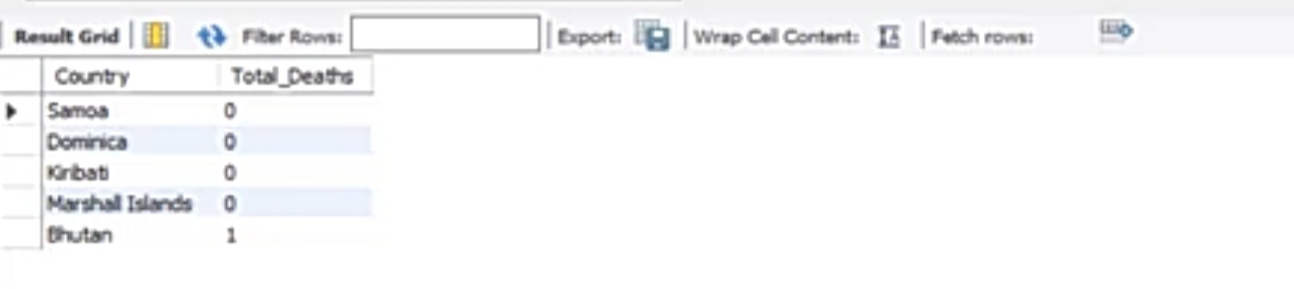 Result Grid Filter Rows: Export: Wrap Cell Content: Fetch rows:
Country Total_Deaths
Samoa 0
Dominica 0
Kiribati 0
Marshall Islands 0
Bhutan 1